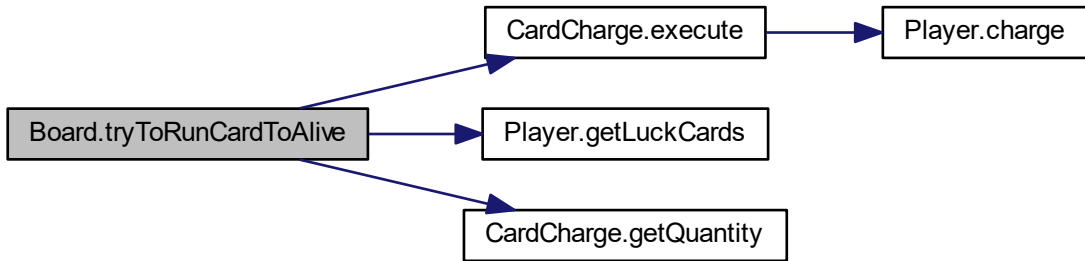 CardCharge.execute
Player.charge
Board.tryToRunCardToAlive
Player.getLuckCards
CardCharge.getQuantity